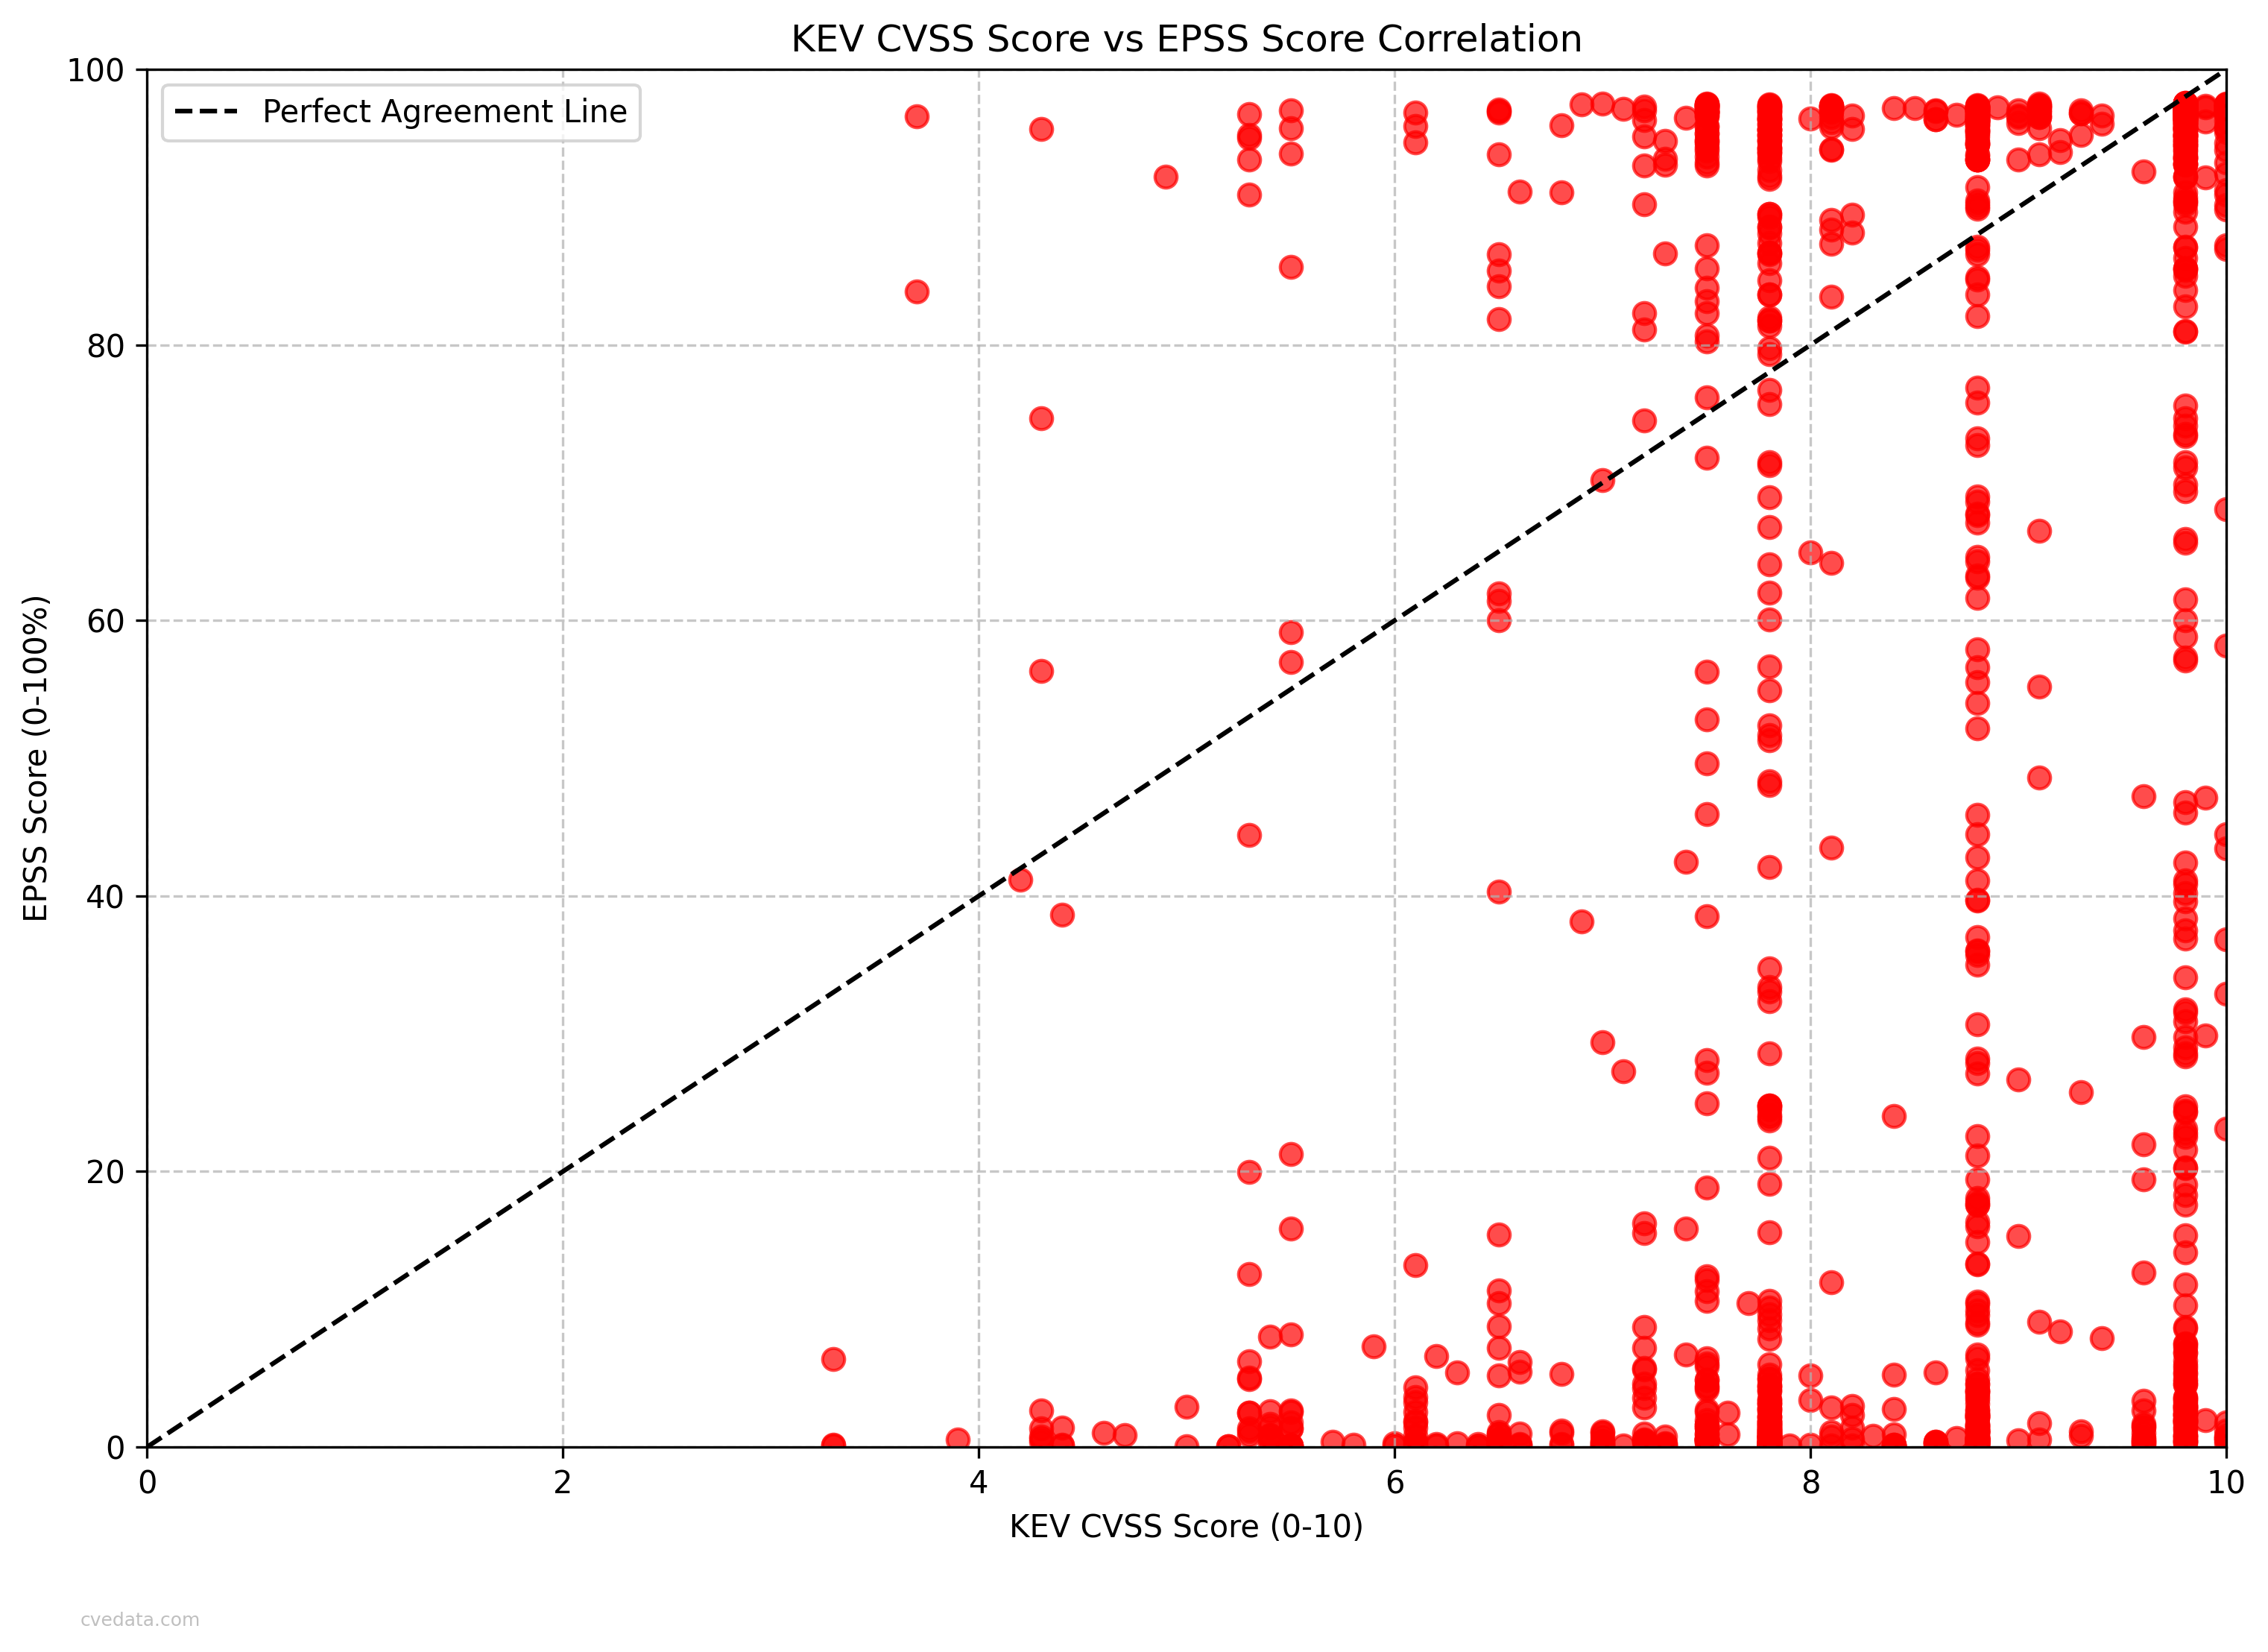 KEV CVSS Score vs EPSS Score Correlation
Perfect Agreement Line
EPSS Score (0-100%)
100
80
60
40
20
0
0 2 4 6 8 10
KEV CVSS Score (0-10)
cvedata.com